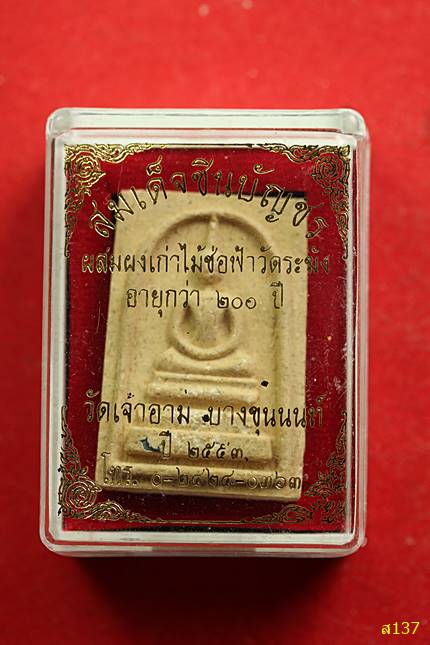 สมเด็จชินบัญชร
ผสมผงเก่าไม้ช่อฟ้าวัดระฆัง
อายุกว่า ๒๐๐ ปี
วัดเจ้าอาม บางขุนนนท์
ปี ๒๕๕๓
โทร. ๐-๒๔๒๔-๐๗๖๓
ส137